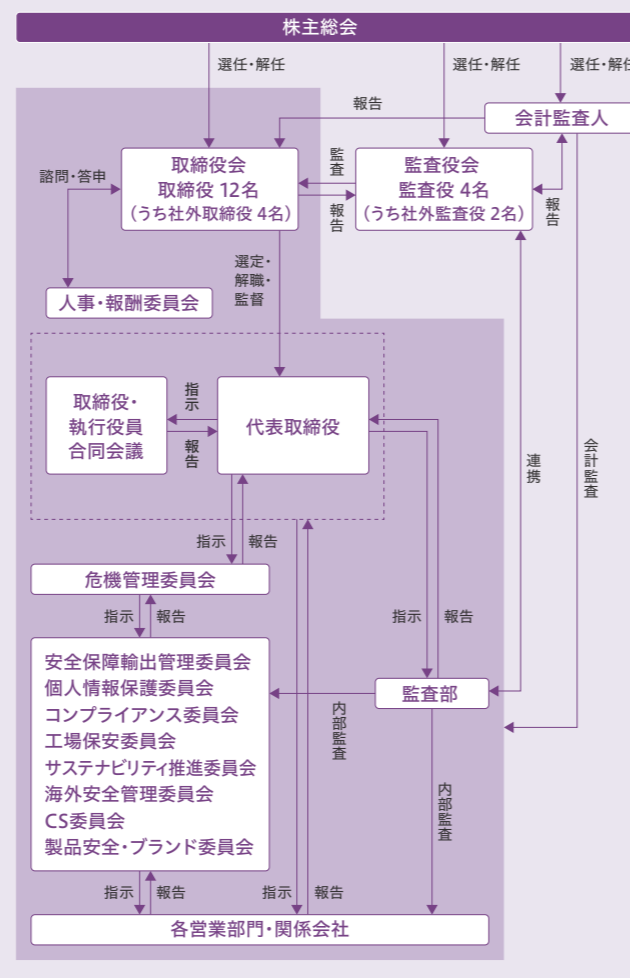 株主総会
選任・解任
選任・解任
選任・解任
報告
会計監査人
取締役会
取締役 12名
（うち社外取締役 4名）
監査
報告
監査役会
監査役 4名
（うち社外監査役 2名）
報告
諮問・答申
人事・報酬委員会
選定・
解職・
監督
取締役・
執行役員
合同会議
指示
報告
代表取締役
連携
会計監査
指示
報告
危機管理委員会
指示
報告
指示
報告
安全保障輸出管理委員会
個人情報保護委員会
コンプライアンス委員会
工場保安委員会
サステナビリティ推進委員会
海外安全管理委員会
CS委員会
製品安全・ブランド委員会
内部監査
監査部
内部監査
指示
報告
指示
報告
各営業部門・関係会社